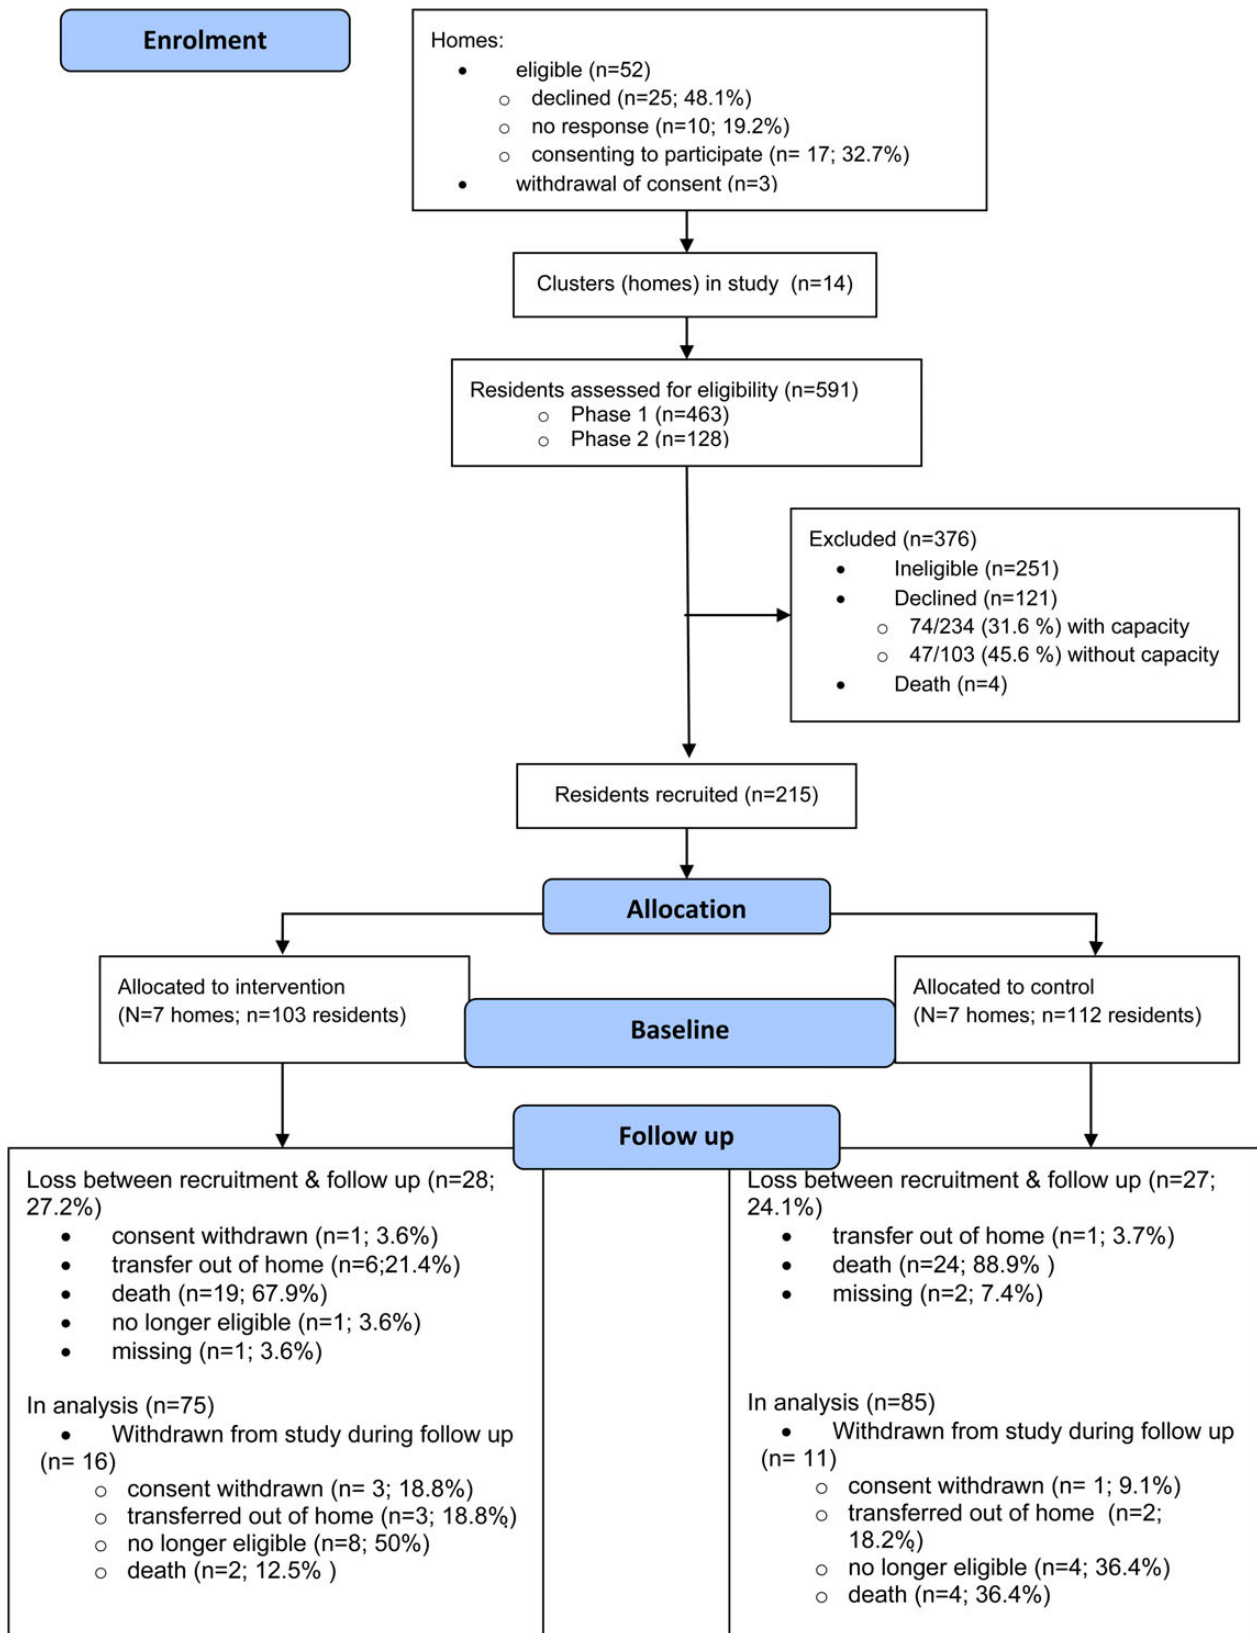 Enrolment
Homes:
• eligible (n=52)
○ declined (n=25; 48.1%)
○ no response (n=10; 19.2%)
○ consenting to participate (n= 17; 32.7%)
• withdrawal of consent (n=3)
Clusters (homes) in study (n=14)
Residents assessed for eligibility (n=591)
○ Phase 1 (n=463)
○ Phase 2 (n=128)
Excluded (n=376)
• Ineligible (n=251)
• Declined (n=121)
○ 74/234 (31.6 %) with capacity
○ 47/103 (45.6 %) without capacity
• Death (n=4)
Residents recruited (n=215)
Allocation
Allocated to intervention
(N=7 homes; n=103 residents)
Baseline
Allocated to control
(N=7 homes; n=112 residents)
Follow up
Loss between recruitment & follow up (n=28;
27.2%)
• consent withdrawn (n=1; 3.6%)
• transfer out of home (n=6;21.4%)
• death (n=19; 67.9%)
• no longer eligible (n=1; 3.6%)
• missing (n=1; 3.6%)
In analysis (n=75)
• Withdrawn from study during follow up
(n= 16)
○ consent withdrawn (n= 3; 18.8%)
○ transferred out of home (n=3; 18.8%)
○ no longer eligible (n=8; 50%)
○ death (n=2; 12.5% )
Loss between recruitment & follow up (n=27;
24.1%)
• transfer out of home (n=1; 3.7%)
• death (n=24; 88.9% )
• missing (n=2; 7.4%)
In analysis (n=85)
• Withdrawn from study during follow up
(n= 11)
○ consent withdrawn (n= 1; 9.1%)
○ transferred out of home (n=2;
18.2%)
○ no longer eligible (n=4; 36.4%)
○ death (n=4; 36.4%)